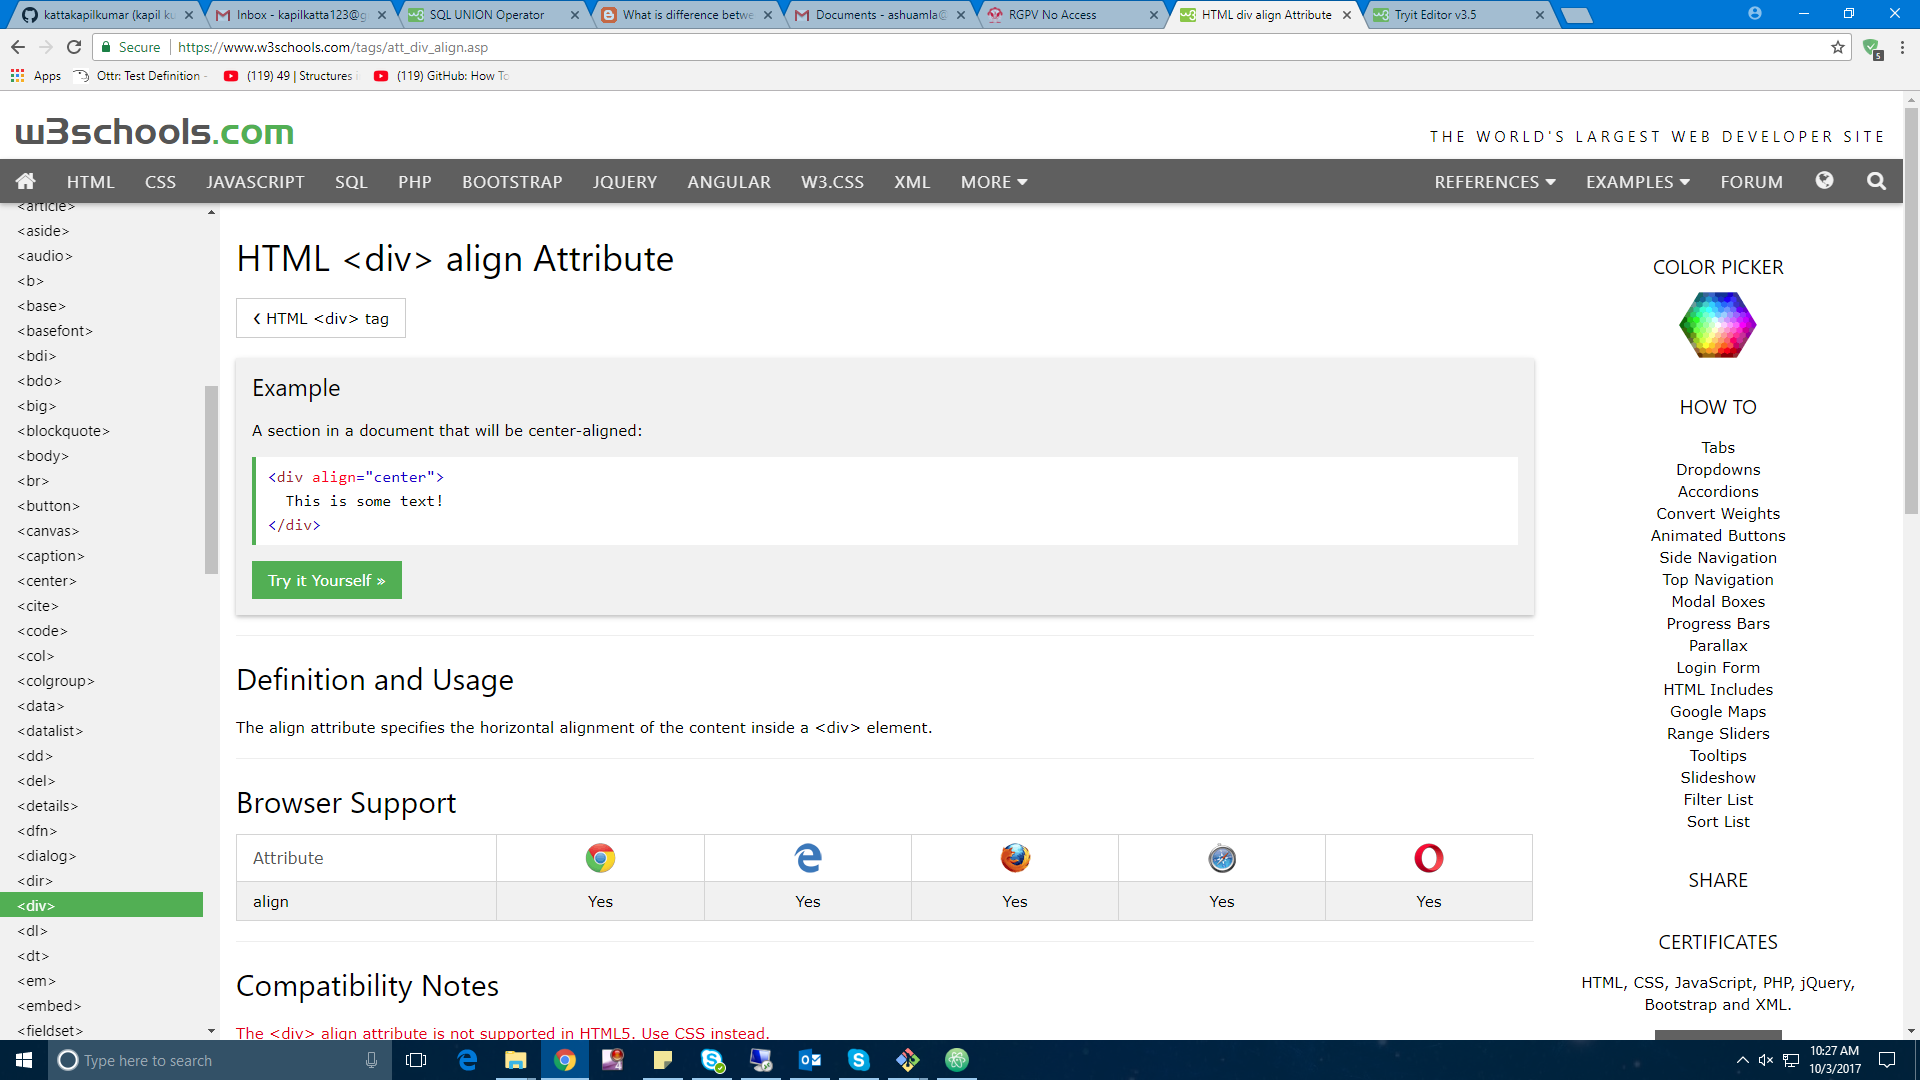 kattakapilkumar (kapil ku
Inbox - kapilkatta123@g
SQL UNION Operator
What is difference betwe
Documents - ashuamla@
RGPV No Access
HTML div align Attribute
Tryit Editor v3.5
Secure
https://www.w3schools.com/tags/att_div_align.asp
5
Apps
Ottr: Test Definition -
(119) 49 | Structures i
(119) GitHub: How To
w3schools.com
THE WORLD'S LARGEST WEB DEVELOPER SITE
HTML CSS JAVASCRIPT SQL PHP BOOTSTRAP JQUERY ANGULAR W3.CSS XML MORE REFERENCES EXAMPLES FORUM
<article>
<aside>
<audio>
<b>
<base>
<basefont>
<bdi>
<bdo>
<big>
<blockquote>
<body>
<br>
<button>
<canvas>
<caption>
<center>
<cite>
<code>
<col>
<colgroup>
<data>
<datalist>
<dd>
<del>
<details>
<dfn>
<dialog>
<dir>
<div>
<dl>
<dt>
<em>
<embed>
<fieldset>
HTML <div> align Attribute
‹ HTML <div> tag
Example
A section in a document that will be center-aligned:
<div align="center">
This is some text!
</div>
Try it Yourself »
Definition and Usage
The align attribute specifies the horizontal alignment of the content inside a <div> element.
Browser Support
Attribute
align Yes Yes Yes Yes Yes
Compatibility Notes
The <div> align attribute is not supported in HTML5. Use CSS instead.
COLOR PICKER
HOW TO
Tabs
Dropdowns
Accordions
Convert Weights
Animated Buttons
Side Navigation
Top Navigation
Modal Boxes
Progress Bars
Parallax
Login Form
HTML Includes
Google Maps
Range Sliders
Tooltips
Slideshow
Filter List
Sort List
SHARE
CERTIFICATES
HTML, CSS, JavaScript, PHP, jQuery,
Bootstrap and XML.
Type here to search
10:27 AM
10/3/2017